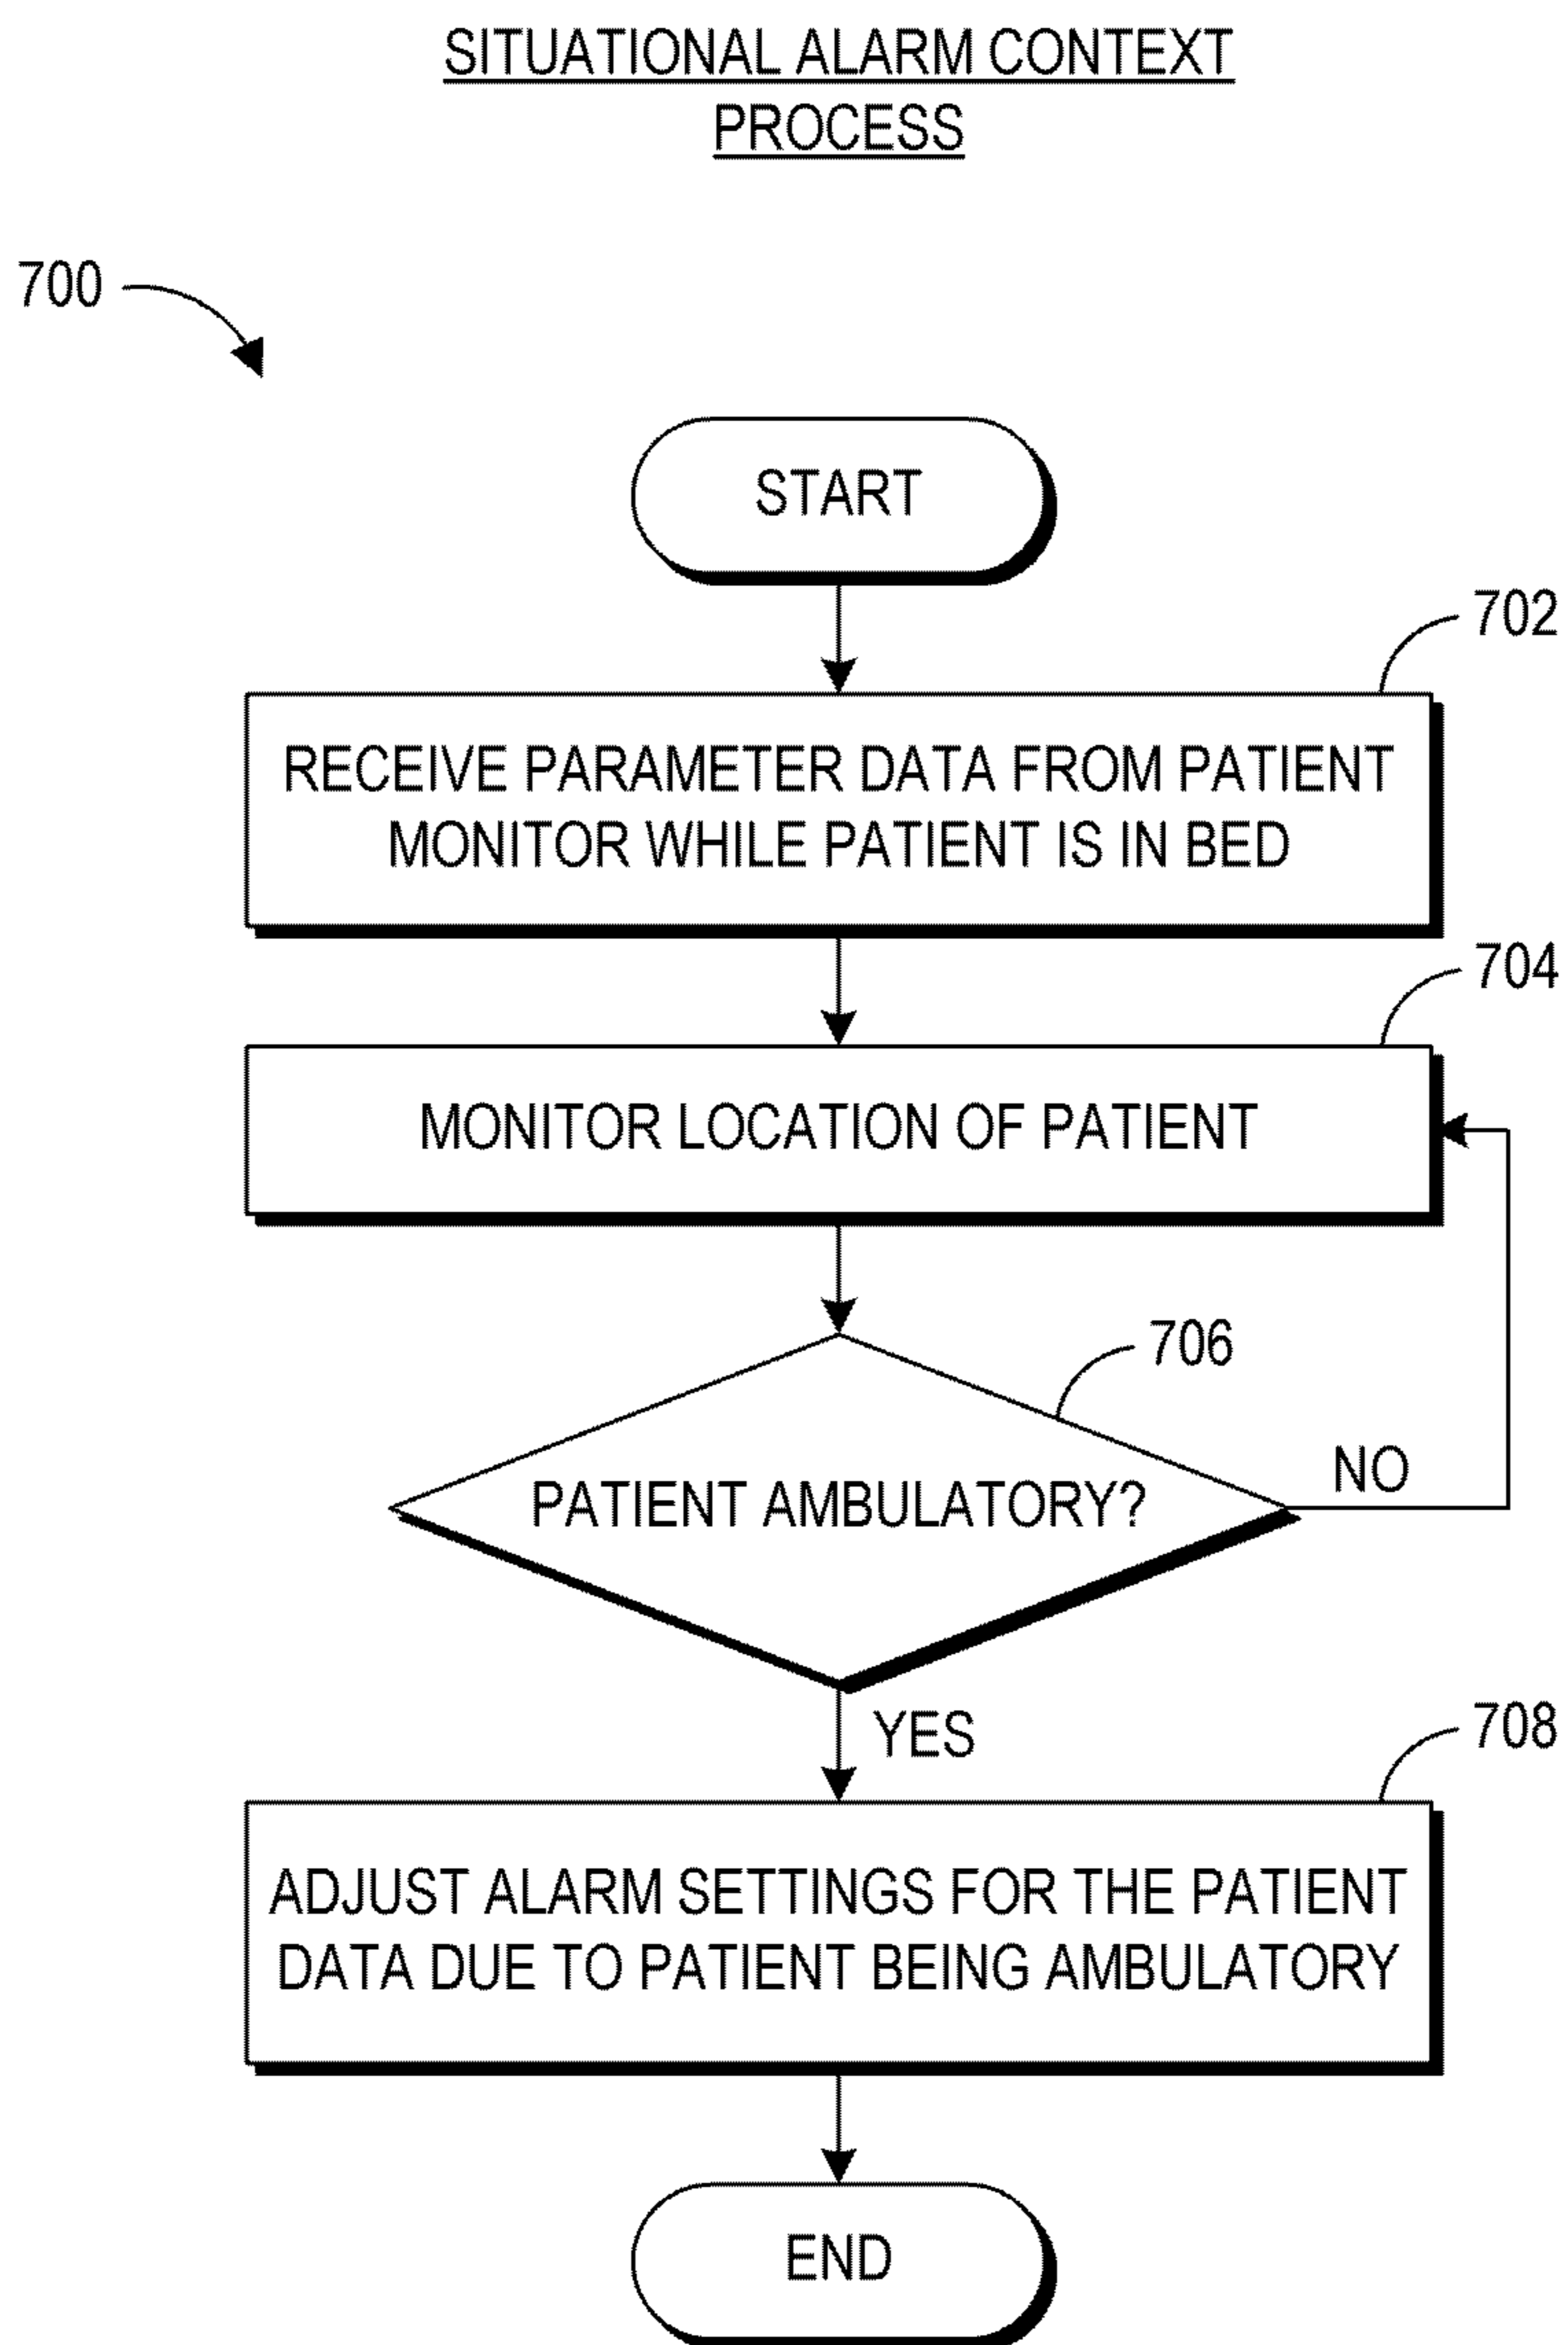 SITUATIONAL ALARM CONTEXT
PROCESS
700
START
702
RECEIVE PARAMETER DATA FROM PATIENT
MONITOR WHILE PATIENT IS IN BED
704
MONITOR LOCATION OF PATIENT
706
PATIENT AMBULATORY?
NO
YES
708
ADJUST ALARM SETTINGS FOR THE PATIENT
DATA DUE TO PATIENT BEING AMBULATORY
END